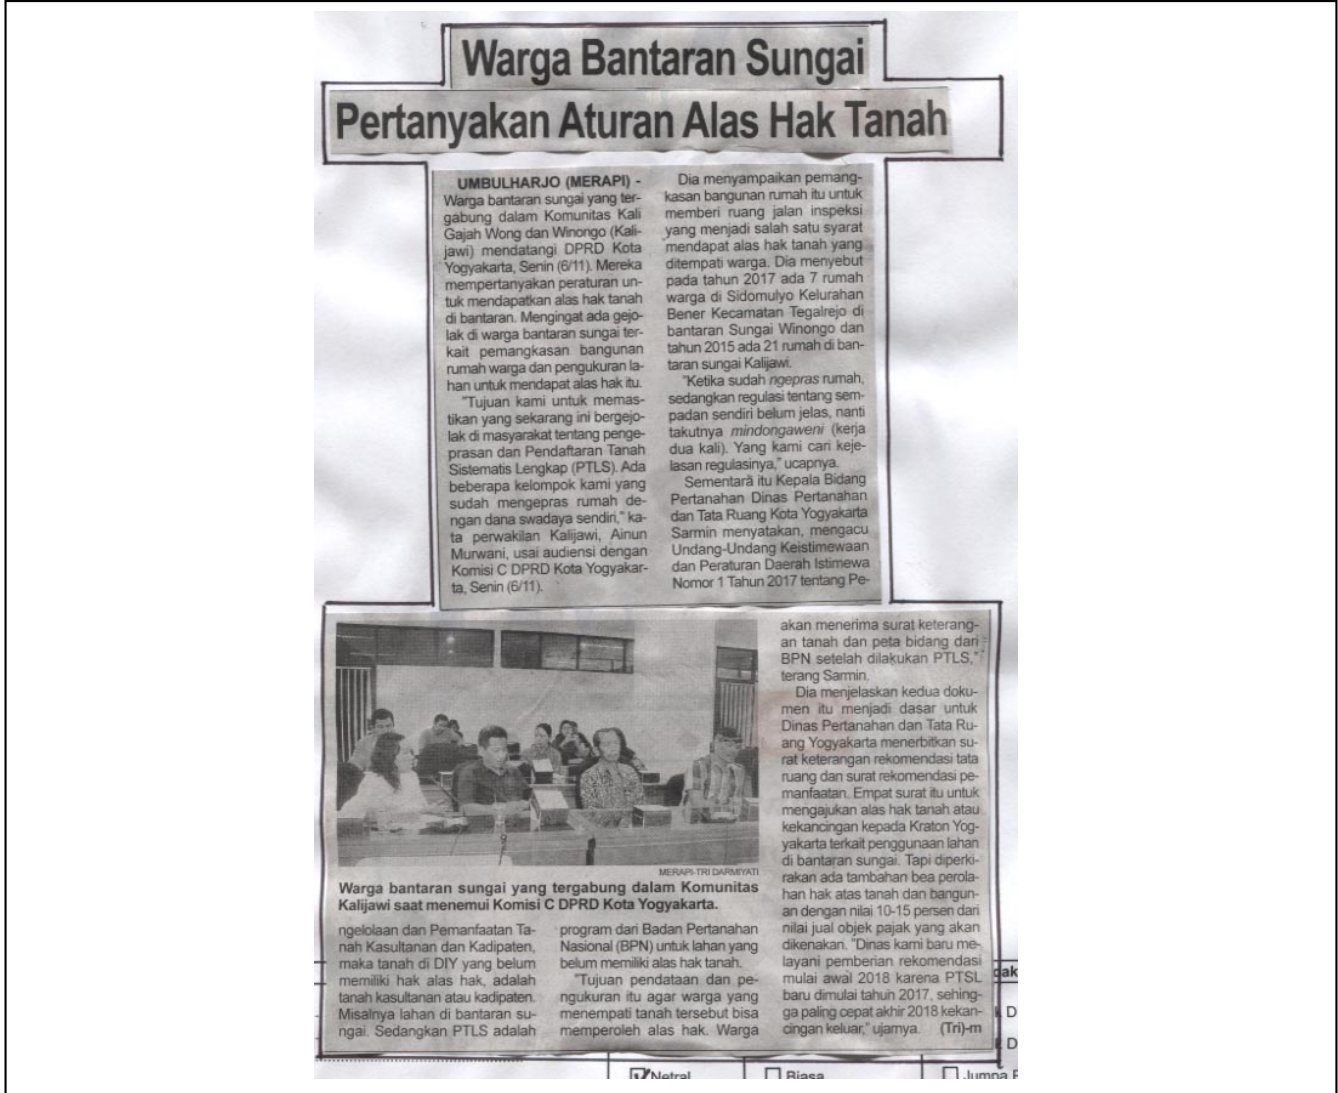 Warga Bantaran Sungai
Pertanyakan Aturan Alas Hak Tanah
UMBULHARJO (MERAPI) -
Warga bantaran sungai yang ter-
gabung dalam Komunitas Kali
Gajah Wong dan Winongo (Kali-
jawi) mendatangi DPRD Kota
Yogyakarta, Senin (6/11). Mereka
mempertanyakan peraturan un-
tuk mendapatkan alas hak tanah
di bantaran. Mengingat ada gejo-
lak di warga bantaran sungai ter-
kait pemangkasan bangunan
rumah warga dan pengukuran la-
han untuk mendapat alas hak itu.
"Tujuan kami untuk memas-
tikan yang sekarang ini bergejo-
lak di masyarakat tentang penge-
prasan dan Pendaftaran Tanah
Sistematis Lengkap (PTLS). Ada
beberapa kelompok kami yang
sudah mengepras rumah de-
ngan dana swadaya sendiri," ka-
ta perwakilan Kalijawi, Ainun
Murwani, usai audiensi dengan
Komisi C DPRD Kota Yogyakar-
ta, Senin (6/11).
Dia menyampaikan pemang-
kasan bangunan rumah itu untuk
memberi ruang jalan inspeksi
yang menjadi salah satu syarat
mendapat alas hak tanah yang
ditempati warga. Dia menyebut
pada tahun 2017 ada 7 rumah
warga di Sidomulyo Kelurahan
Bener Kecamatan Tegalrejo di
bantaran Sungai Winongo dan
tahun 2015 ada 21 rumah di ban-
taran sungai Kalijawi.
"Ketika sudah ngepras rumah,
sedangkan regulasi tentang sem-
padan sendiri belum jelas, nanti
takutnya mindongaweni (kerja
dua kali). Yang kami cari keje-
lasan regulasinya," ucapnya.
Sementara itu Kepala Bidang
Pertanahan Dinas Pertanahan
dan Tata Ruang Kota Yogyakarta
Sarmin menyatakan, mengacu
Undang-Undang Keistimewaan
dan Peraturan Daerah Istimewa
Nomor 1 Tahun 2017 tentang Pe-
MERAPI-TRI DARMIYATI
Warga bantaran sungai yang tergabung dalam Komunitas
Kalijawi saat menemui Komisi C DPRD Kota Yogyakarta.
ngelolaan dan Pemanfaatan Ta-
nah Kasultanan dan Kadipaten,
maka tanah di DIY yang belum
memiliki hak alas hak, adalah
tanah kasultanan atau kadipaten.
Misalnya lahan di bantaran su-
ngai. Sedangkan PTLS adalah
program dari Badan Pertanahan
Nasional (BPN) untuk lahan yang
belum memiliki alas hak tanah.
"Tujuan pendataan dan pe-
ngukuran itu agar warga yang
menempati tanah tersebut bisa
memperoleh alas hak. Warga
akan menerima surat keterang-
an tanah dan peta bidang dari
BPN setelah dilakukan PTLS,"
terang Sarmin.
Dia menjelaskan kedua doku-
men itu menjadi dasar untuk
Dinas Pertanahan dan Tata Ru-
ang Yogyakarta menerbitkan su-
rat keterangan rekomendasi tata
ruang dan surat rekomendasi pe-
manfaatan. Empat surat itu untuk
mengajukan alas hak tanah atau
kekancingan kepada Kraton Yog-
yakarta terkait penggunaan lahan
di bantaran sungai. Tapi diperki-
rakan ada tambahan bea perola-
han hak atas tanah dan bangun-
an dengan nilai 10-15 persen dari
nilai jual objek pajak yang akan
dikenakan. "Dinas kami baru me-
layani pemberian rekomendasi
mulai awal 2018 karena PTSL
baru dimulai tahun 2017, sehing-
ga paling cepat akhir 2018 kekan-
cingan keluar," ujarnya. (Tri)-m
dak
D
D
Netral
Biasa
Jumpa